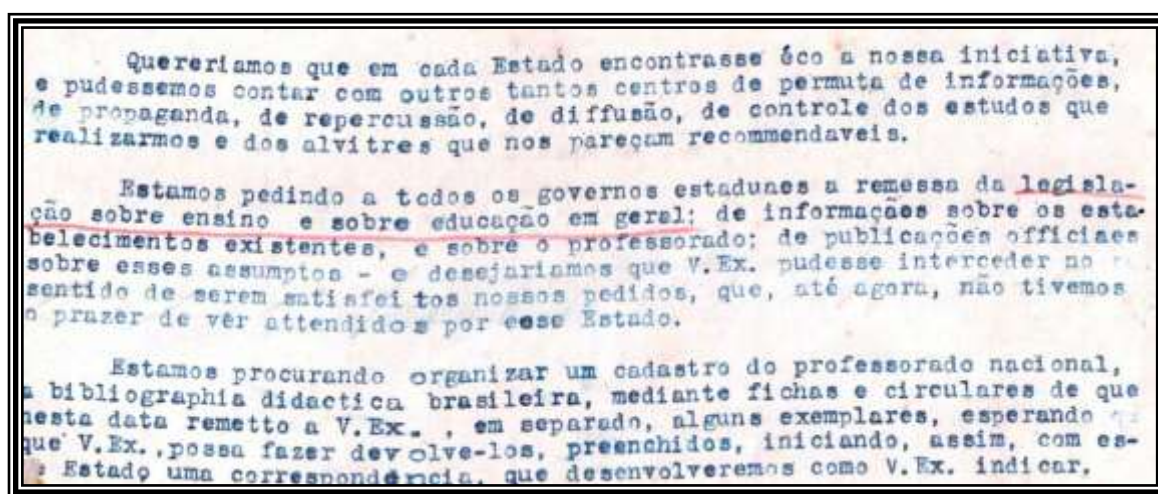 Quereriamos que em cada Estado encontrasse éco a nossa iniciativa,
e pudessemos contar com outros tantos centros de permuta de informações,
de propaganda, de repercussão, de diffusão, de controle dos estudos que
realizarmos e dos alvitres que nos pareçam recommendaveis.
Estamos pedindo a todos os governos estadunes a remessa da legisla-
ção sobre ensino e sobre educação em geral; de informações sobre os esta-
belecimentos existentes, e sobre o professorado; de publicações officiaes
sobre esses assumptos - e desejariamos que V.Ex. pudesse interceder no
sentido de serem satisfeitos nossos pedidos, que, até agora, não tivemos
o prazer de vêr attendidos por esse Estado.
Estamos procurando organizar um cadastro do professorado nacional,
a bibliographia didactica brasileira, mediante fichas e circulares de que
nesta data remetto a V.Ex. , em separado, alguns exemplares, esperando
que V.Ex.,possa fazer devolve-los, preenchidos, iniciando, assim, com es-
Estado uma correspondencia, que desenvolveremos como V.Ex. indicar.